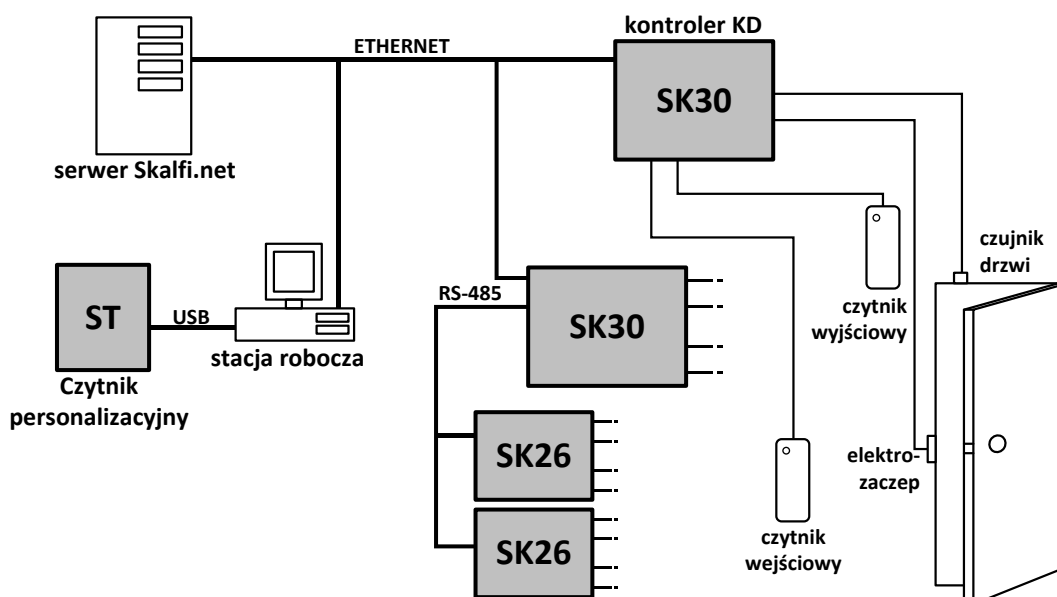 kontroler KD
ETHERNET
SK30
serwer Skalfi.net
czujnik
drzwi
RS-485
czytnik
wyjściowy
ST
USB
SK30
stacja robocza
Czytnik
personalizacyjny
SK26
elektro-
zaczep
SK26
czytnik
wejściowy